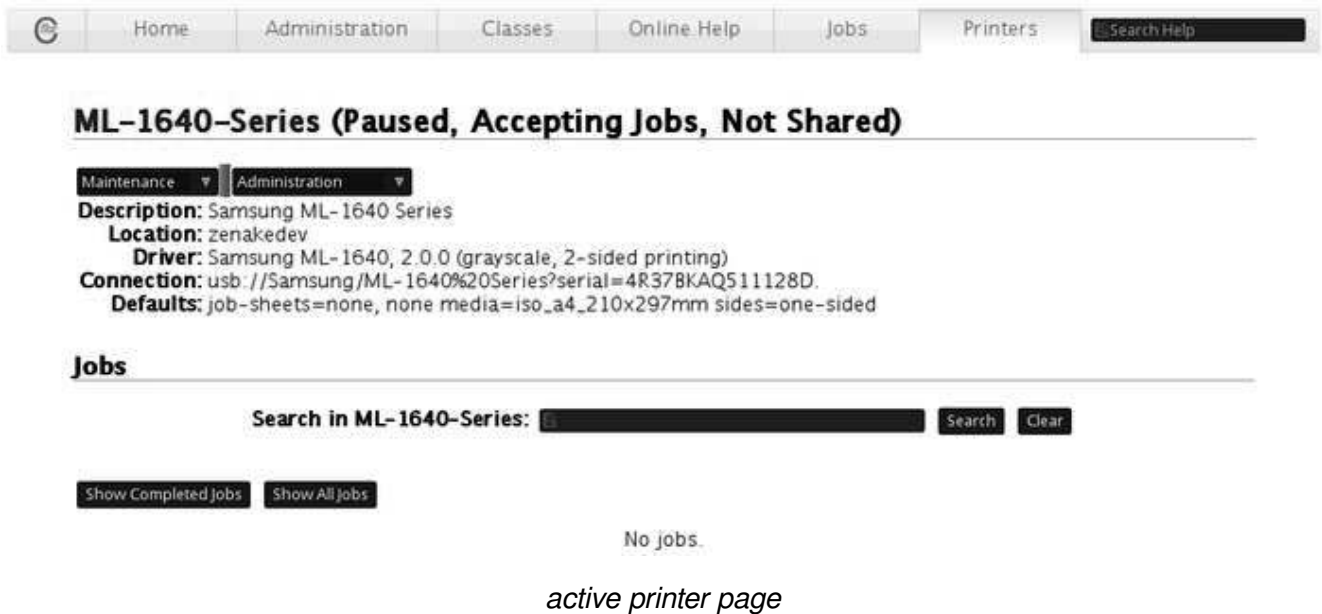 Home Administration Classes Online Help Jobs Printers Search Help
ML-1640-Series (Paused, Accepting Jobs, Not Shared)
Maintenance Administration
Description: Samsung ML-1640 Series
Location: zenakedev
Driver: Samsung ML-1640, 2.0.0 (grayscale, 2-sided printing)
Connection: usb://Samsung/ML-1640%20Series?serial=4R37BKAQ511128D.
Defaults: job-sheets=none, none media=iso_a4_210x297mm sides=one-sided
Jobs
Search in ML-1640-Series: Search Clear
Show Completed Jobs Show All Jobs
No jobs.
active printer page